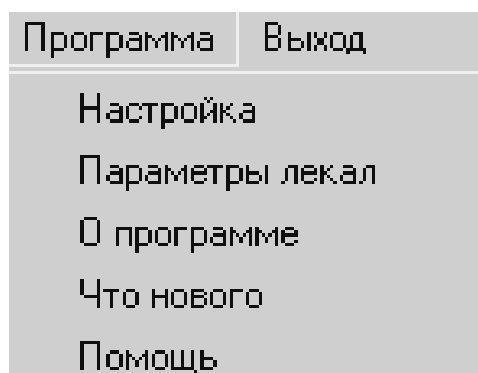 Программа Выход
Настройка
Параметры лекал
О программе
Что нового
Помощь